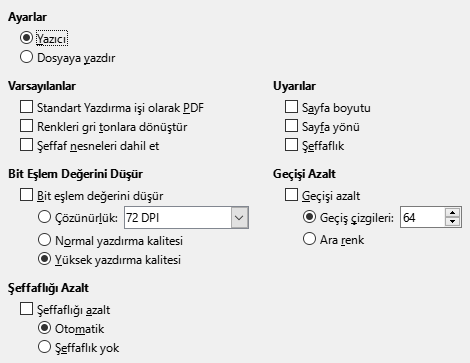 Ayarlar
Yazıcı
Dosyaya yazdır
Varsayılanlar
Standart Yazdırma işi olarak PDF
Renkleri gri tonlara dönüştür
Şeffaf nesneleri dahil et
Uyarılar
Sayfa boyutu
Sayfa yönü
Şeffaflık
Bit Eşlem Değerini Düşür
Bit eşlem değerini düşür
Çözünürlük: 72 DPI
Normal yazdırma kalitesi
Yüksek yazdırma kalitesi
Geçişi Azalt
Geçişi azalt
Geçiş çizgileri: 64
Ara renk
Şeffaflığı Azalt
Şeffaflığı azalt
Otomatik
Şeffaflık yok